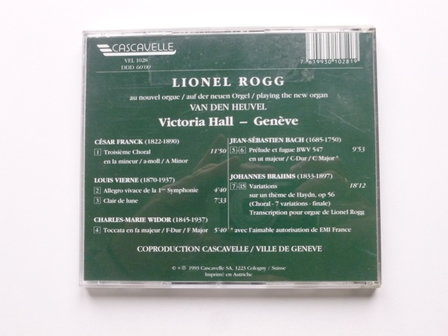 CASCAVELLE
VEL 1028
DDD 60'00
7 619930 102819
LIONEL ROGG
au nouvel orgue / auf der neuen Orgel / playing the new organ
VAN DEN HEUVEL
Victoria Hall – Genève
CÉSAR FRANCK (1822-1890)
1 Troisième Choral 11'50
en la mineur / a-moll / A Minor
LOUIS VIERNE (1870-1937)
2 Allegro vivace de la 1re Symphonie 4'40
3 Clair de lune 7'33
CHARLES-MARIE WIDOR (1845-1937)
4 Toccata en fa majeur / F-Dur / F Major 5'40
JEAN-SÉBASTIEN BACH (1685-1750)
5 6 Prélude et fugue BWV 547 9'53
en ut majeur / C-Dur / C Major
JOHANNES BRAHMS (1833-1897)
7 - 15 Variations 18'12
sur un thème de Haydn, op 56
(Choral - 7 variations - finale)
Transcription pour orgue de Lionel Rogg
* avec l'aimable autorisation de EMI France
COPRODUCTION CASCAVELLE / VILLE DE GENEVE
© + ℗ 1993 Cascavelle SA, 1223 Cologny / Suisse
Imprimé en Autriche